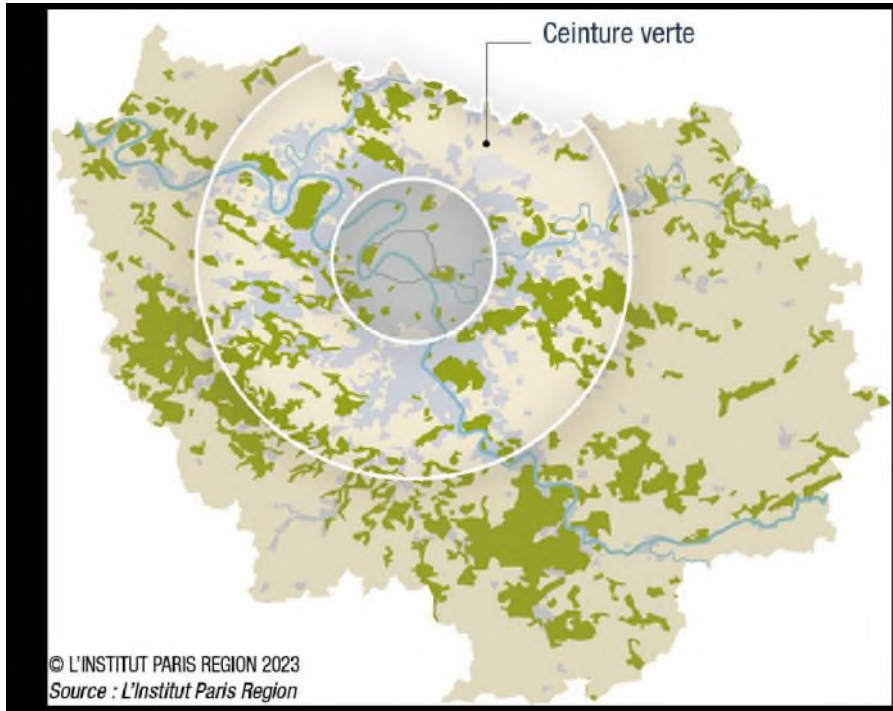 Ceinture verte
© L'INSTITUT PARIS REGION 2023
Source : L'Institut Paris Region